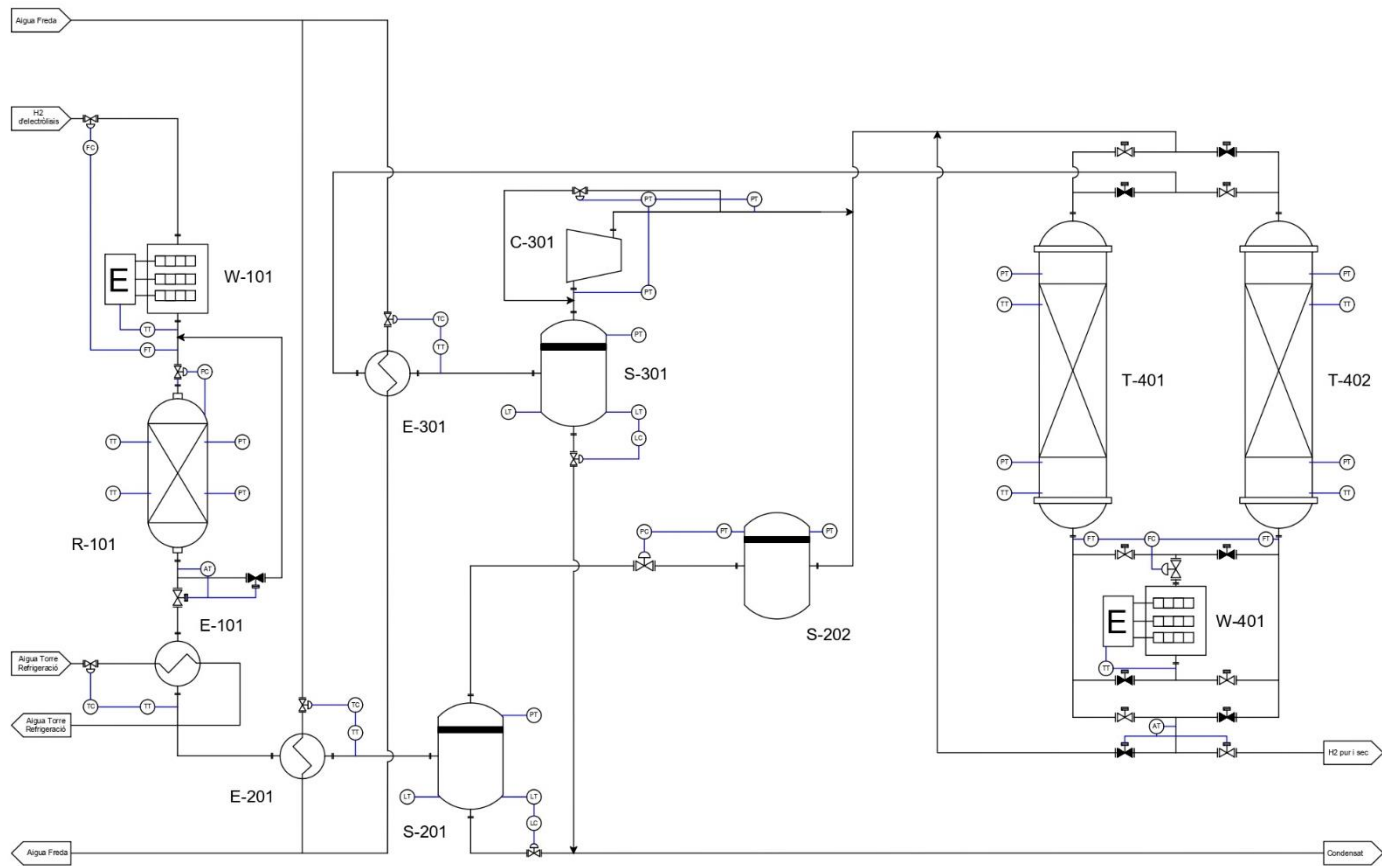 Aigua Freda
H2
d'electròlisis
FC
PT
PT
C-301
E
W-101
PT
PT
PT
TT
TT
TC
TT
FT
PT
TT
PC
S-301
T-401
T-402
E-301
LT
LT
TT
PT
LC
PT
PT
TT
PT
TT
TT
R-101
PC
PT
PT
FT
FC
FT
AT
S-202
E-101
E
W-401
Aigua Torre
Refrigeració
TT
TC
TT
TC
Aigua Torre
Refrigeració
PT
TT
AT
H2 pur i sec
E-201
LT
LT
S-201
LC
Aigua Freda
Condensat